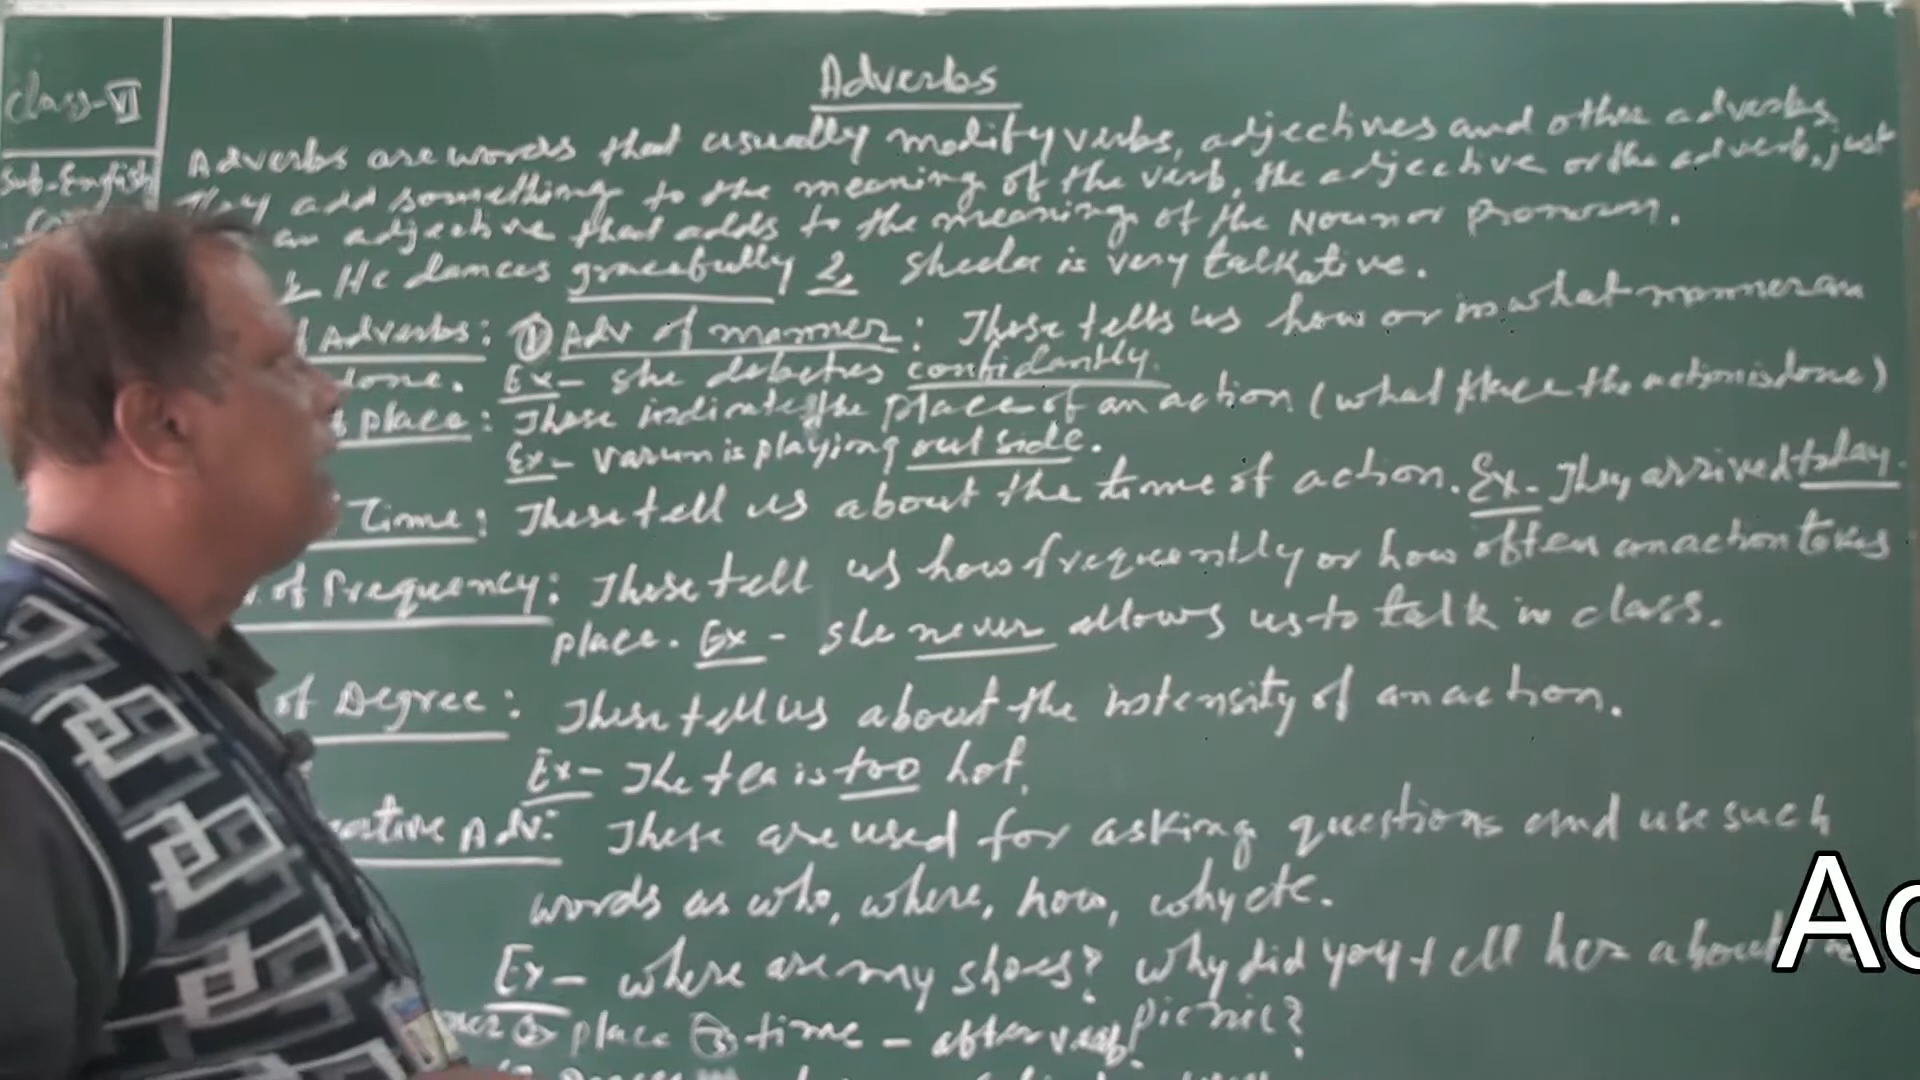 Adverbs
Class-VI
Sub-English
Adverbs are words that usually modify verbs, adjectives and other adverbs,
They add something to the meaning of the verb, the adjective or the adverb, just
an adjective that adds to the meaning of the Noun or pronoun.
1, He dances gracefully 2, Sheela is very talkative.
Adverbs: ① Adv of manner: These tells us how or in what manner an
done. Ex- She debates confidantly.
place: These indicate the place of an action (what place the action is done)
Ex- Varun is playing outside.
Time: These tell us about the time of action. Ex- They arrived today.
of Frequency: These tell us how frequently or how often an action takes
place. Ex- She never allows us to talk in class.
of Degree: These tell us about the intensity of an action.
Ex- The tea is too hot.
Adv: These are used for asking questions and use such
words as who, where, how, why etc.
Ex- where are my shoes? Why did you tell her about
picnic?
② place ③ time - after verb
Ad